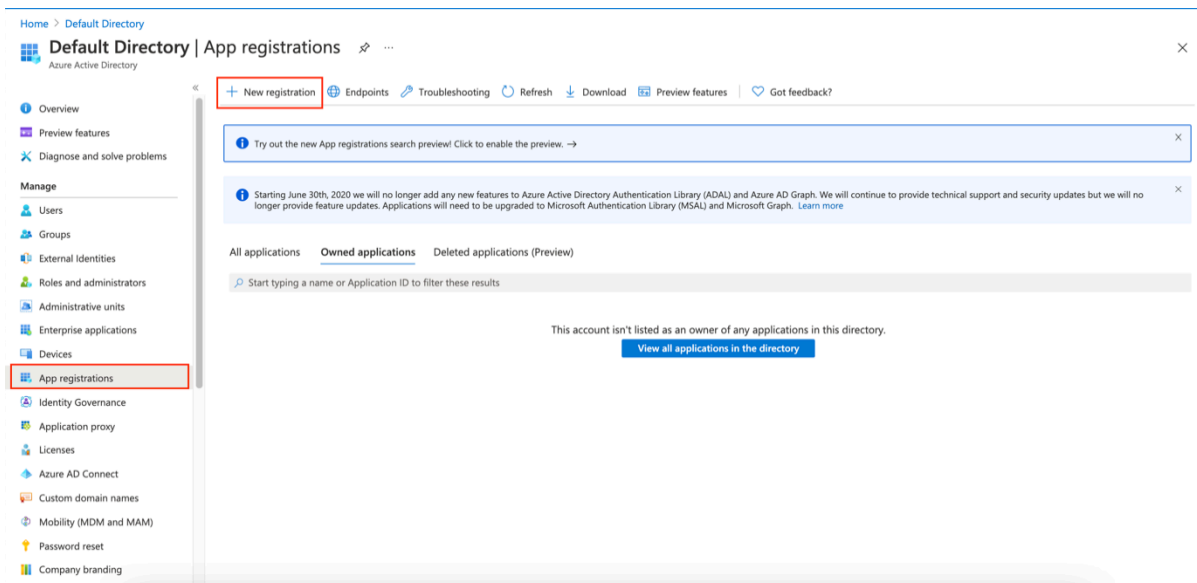 Home > Default Directory
Default Directory | App registrations ...
Azure Active Directory
«
Overview
Preview features
Diagnose and solve problems
Manage
Users
Groups
External Identities
Roles and administrators
Administrative units
Enterprise applications
Devices
App registrations
Identity Governance
Application proxy
Licenses
Azure AD Connect
Custom domain names
Mobility (MDM and MAM)
Password reset
Company branding
+ New registration Endpoints Troubleshooting Refresh Download Preview features Got feedback?
Try out the new App registrations search preview! Click to enable the preview. →
Starting June 30th, 2020 we will no longer add any new features to Azure Active Directory Authentication Library (ADAL) and Azure AD Graph. We will continue to provide technical support and security updates but we will no
longer provide feature updates. Applications will need to be upgraded to Microsoft Authentication Library (MSAL) and Microsoft Graph. Learn more
All applications Owned applications Deleted applications (Preview)
Start typing a name or Application ID to filter these results
This account isn't listed as an owner of any applications in this directory.
View all applications in the directory